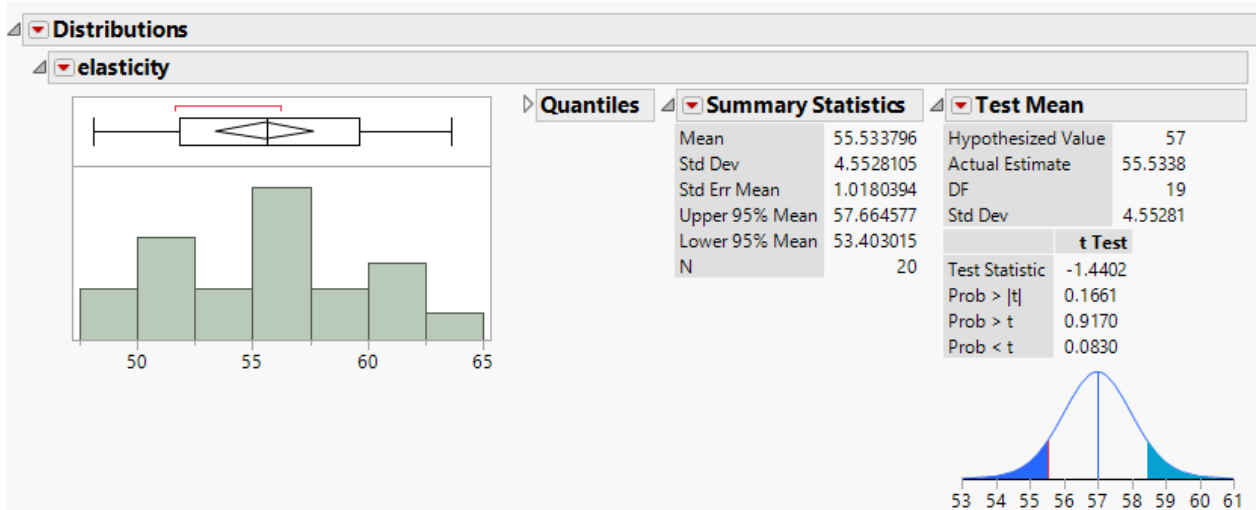 Distributions
elasticity
50 55 60 65
Quantiles
Summary Statistics
Mean 55.533796
Std Dev 4.5528105
Std Err Mean 1.0180394
Upper 95% Mean 57.664577
Lower 95% Mean 53.403015
N 20
Test Mean
Hypothesized Value 57
Actual Estimate 55.5338
DF 19
Std Dev 4.55281
t Test
Test Statistic -1.4402
Prob > |t| 0.1661
Prob > t 0.9170
Prob < t 0.0830
53 54 55 56 57 58 59 60 61